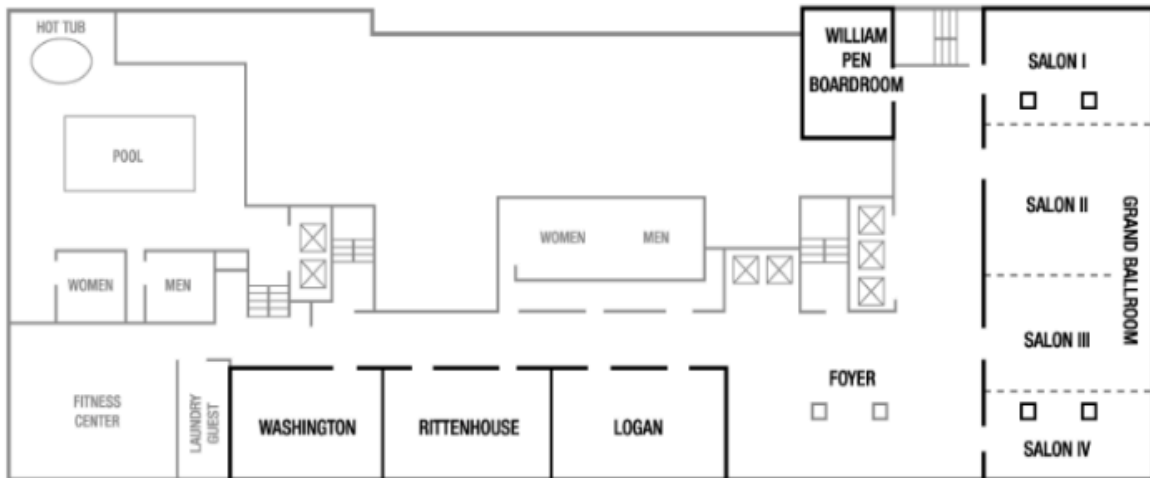 HOT TUB
WILLIAM
PEN
BOARDROOM
SALON I
POOL
SALON II
GRAND BALLROOM
WOMEN
MEN
WOMEN
MEN
SALON III
FOYER
FITNESS
CENTER
LAUNDRY
GUEST
WASHINGTON
RITTENHOUSE
LOGAN
SALON IV